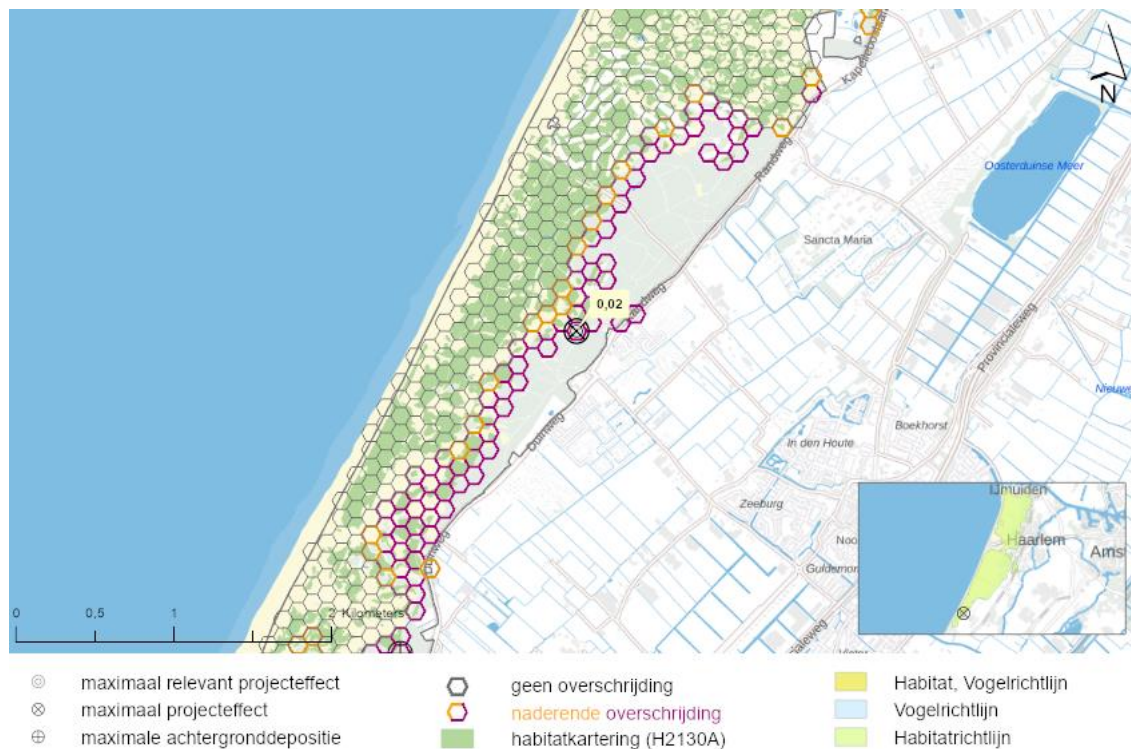 Kapelleboslaan
N
Oosterduinse Meer
Randweg
Sancta Maria
0,02
Randweg
Provincialeweg
Duinweg
Boekhorst
In den Houte
Zeeburg
Duinweg
IJmuiden
Haarlem
Ams
0 0,5 1 2 Kilometers
maximaal relevant projecteffect
maximaal projecteffect
maximale achtergronddepositie
geen overschrijding
naderende overschrijding
habitatkartering (H2130A)
Habitat, Vogelrichtlijn
Vogelrichtlijn
Habitatrichtlijn